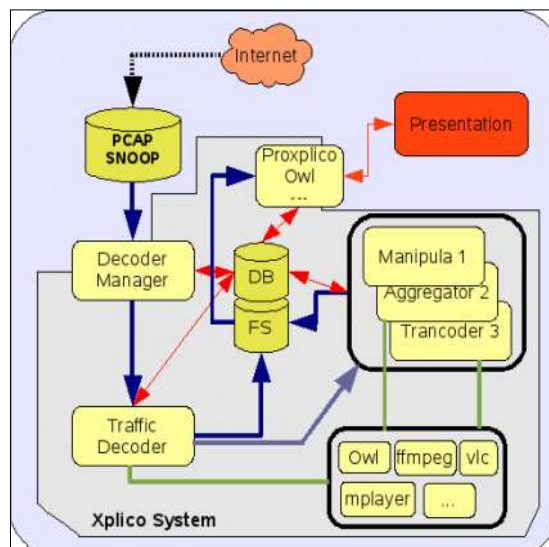 Internet
PCAP
SNOOP
Presentation
Proxplico
Owl
...
Manipula 1
Decoder
Manager
DB
Aggregator 2
FS
Trancoder 3
Traffic
Decoder
Owl
ffmpeg
vlc
mplayer
...
Xplico System